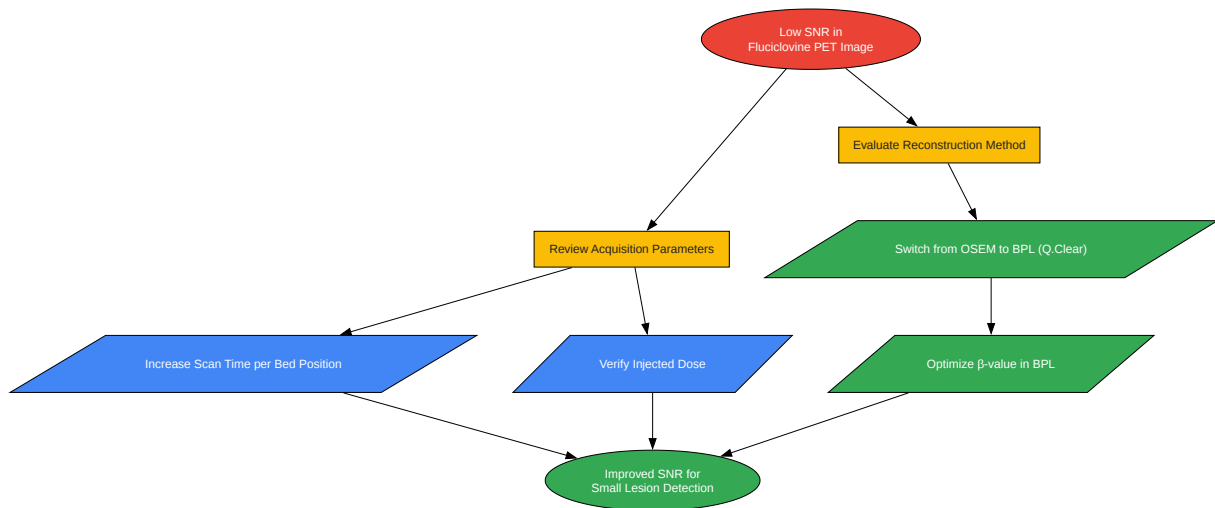 Low SNR in
Fluciclovine PET Image
Evaluate Reconstruction Method
Review Acquisition Parameters
Switch from OSEM to BPL (Q.Clear)
Increase Scan Time per Bed Position
Verify Injected Dose
Optimize β-value in BPL
Improved SNR for
Small Lesion Detection